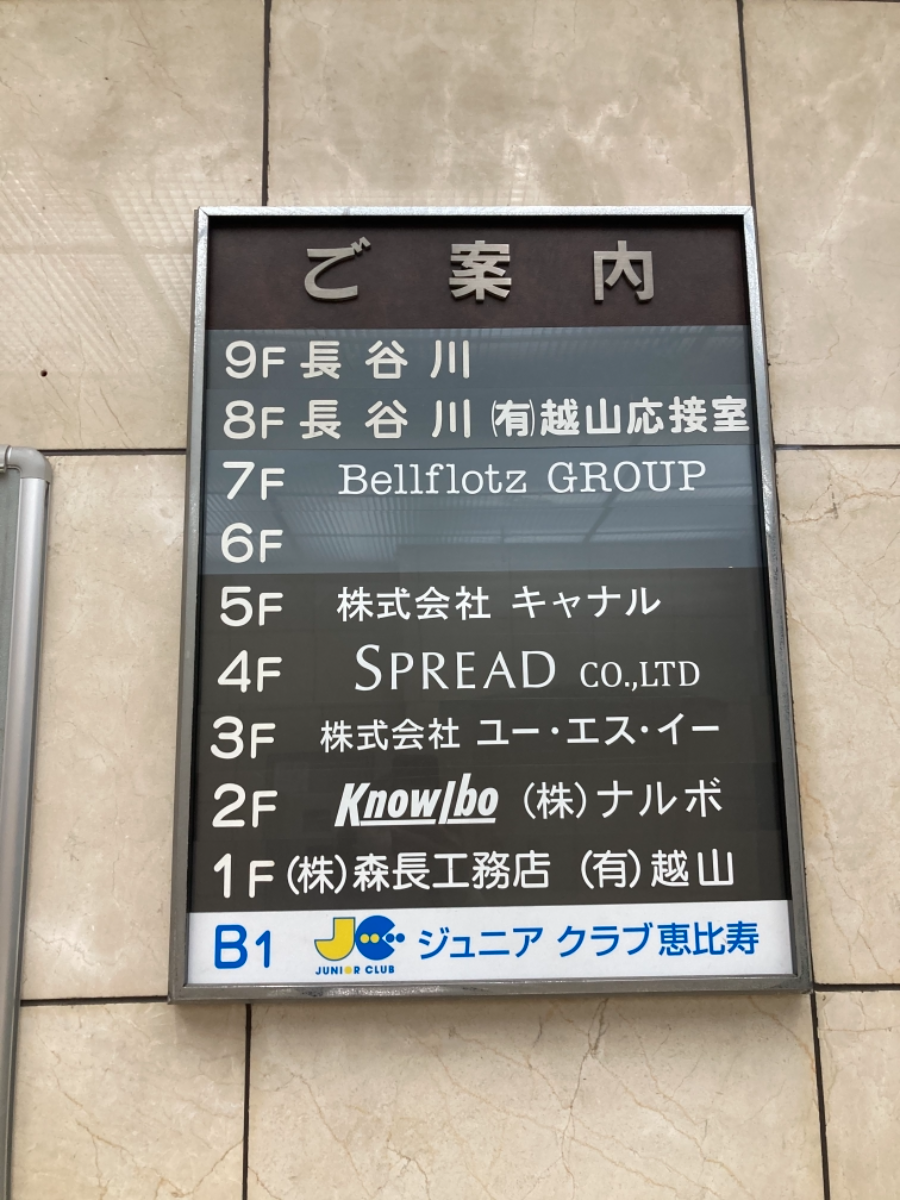 ご案内
9F 長谷川
8F 長谷川 (有)越山応接室
7F Bellflotz GROUP
6F
5F 株式会社 キャナル
4F SPREAD CO.,LTD
3F 株式会社 ユー・エス・イー
2F Knowlbo (株)ナルボ
1F (株)森長工務店 (有)越山
B1 JC JUNIOR CLUB ジュニア クラブ恵比寿